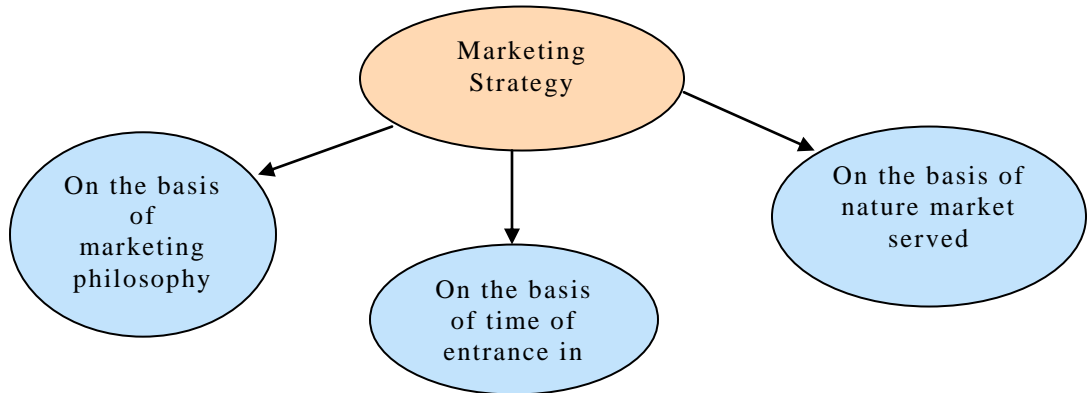 Marketing
Strategy
On the basis
of
marketing
philosophy
On the basis
of time of
entrance in
On the basis of
nature market
served